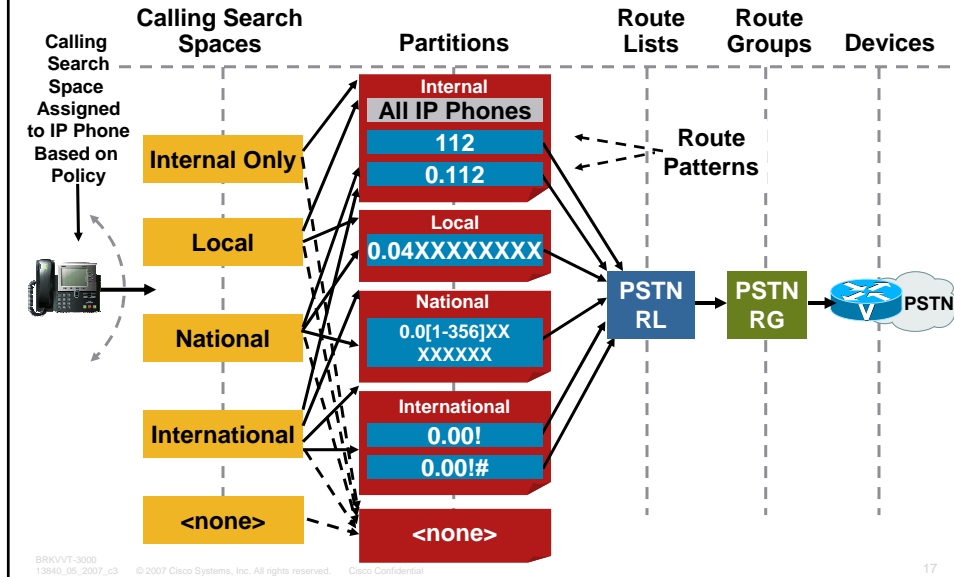 Calling Search
Spaces
Partitions
Route
Lists
Route
Groups
Devices
Calling
Search
Space
Assigned
to IP Phone
Based on
Policy
Internal Only
Local
National
International
<none>
Internal
All IP Phones
112
0.112
Local
0.04XXXXXXXX
National
0.0[1-356]XX
XXXXXX
International
0.00!
0.00!#
<none>
Route
Patterns
PSTN
RL
PSTN
RG
V
PSTN
BRKVVT-3000
13840_05_2007_c3 © 2007 Cisco Systems, Inc. All rights reserved. Cisco Confidential 17